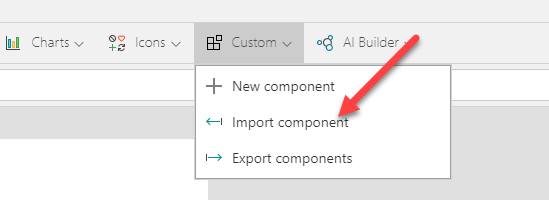 Charts Icons Custom AI Builder
New component
Import component
Export components